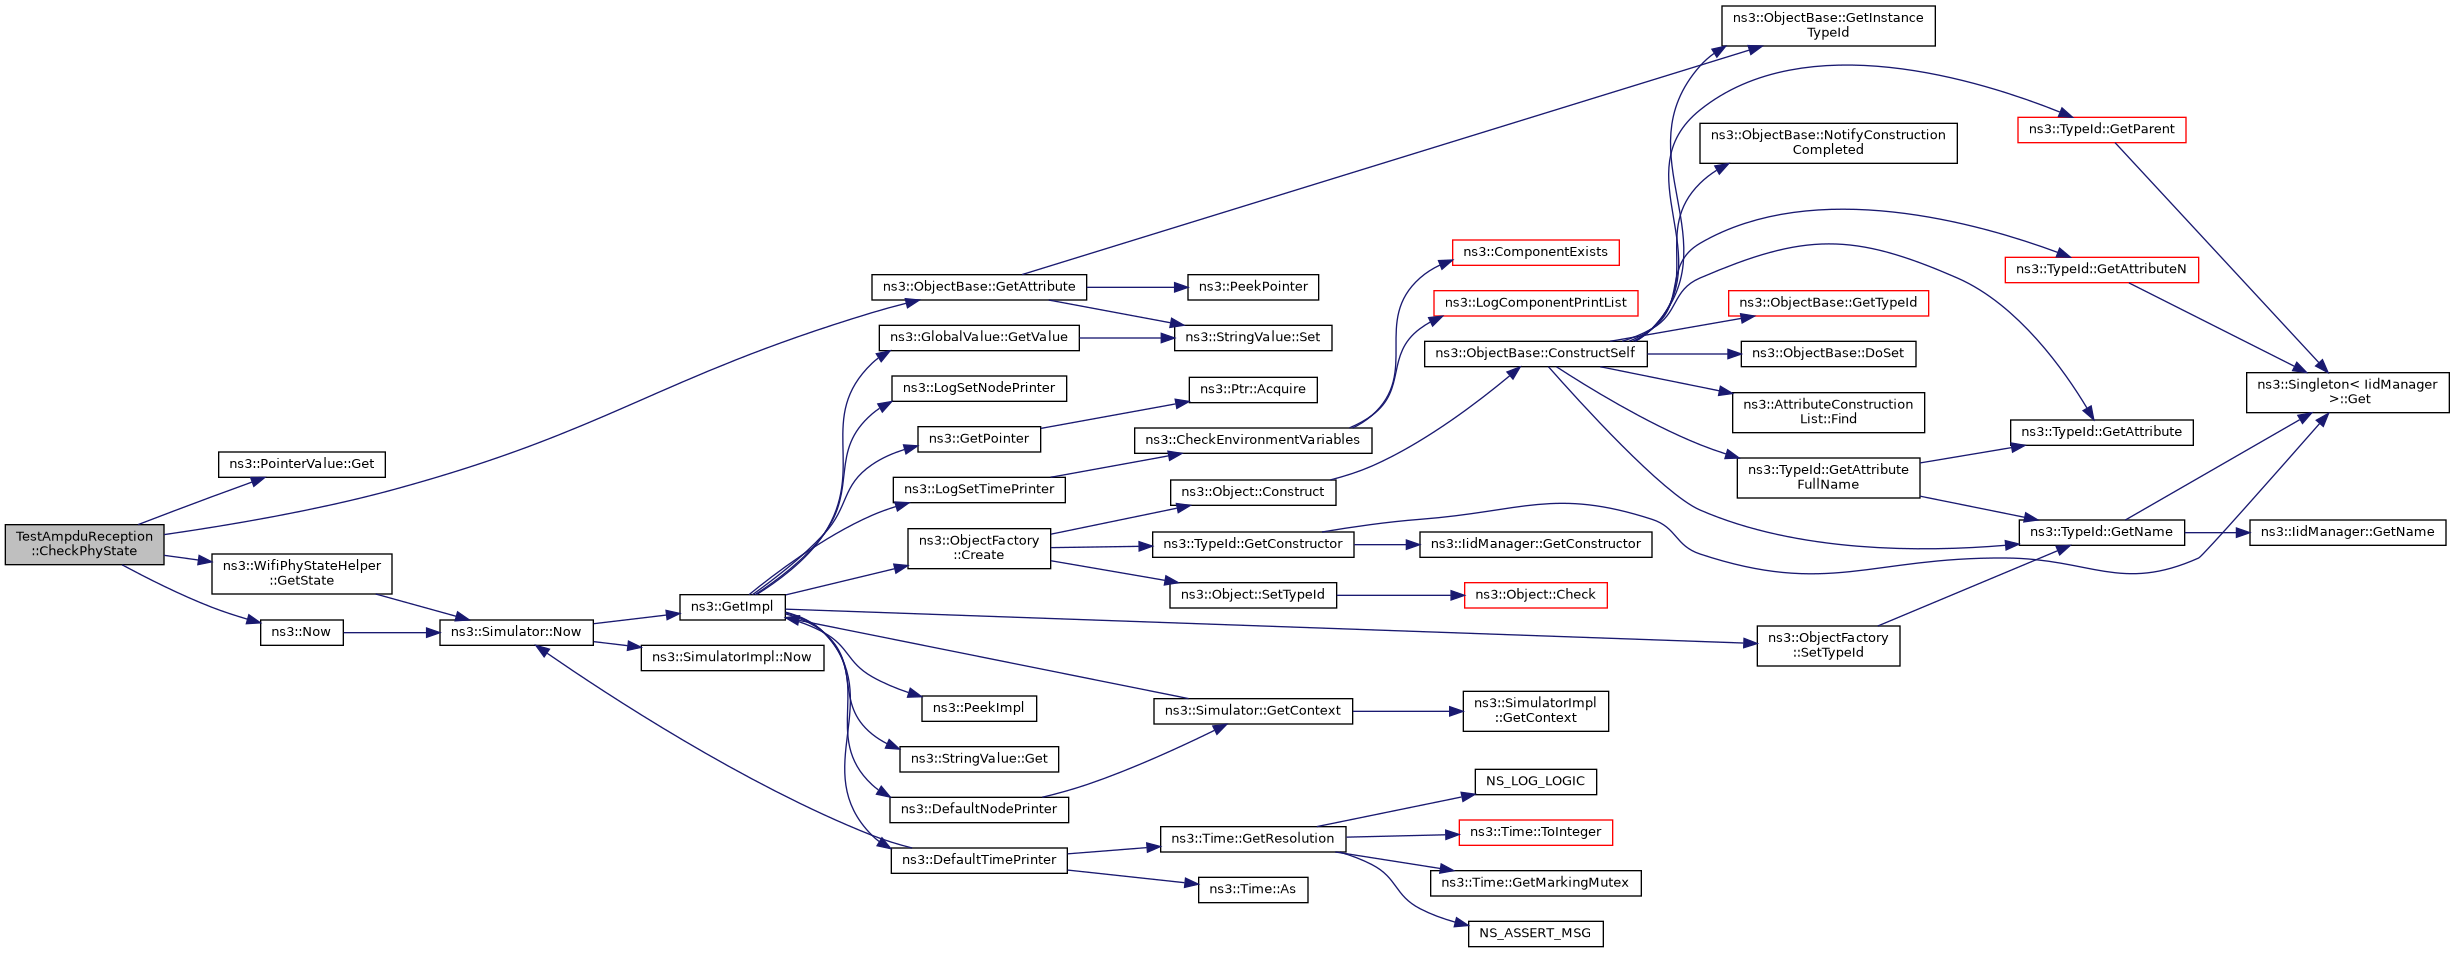 TestAmpduReception
::CheckPhyState
ns3::PointerValue::Get
ns3::WifiPhyStateHelper
::GetState
ns3::Now
ns3::Simulator::Now
ns3::GetImpl
ns3::SimulatorImpl::Now
ns3::ObjectBase::GetAttribute
ns3::GlobalValue::GetValue
ns3::LogSetNodePrinter
ns3::GetPointer
ns3::LogSetTimePrinter
ns3::ObjectFactory
::Create
ns3::PeekImpl
ns3::StringValue::Get
ns3::DefaultNodePrinter
ns3::DefaultTimePrinter
ns3::PeekPointer
ns3::StringValue::Set
ns3::Ptr::Acquire
ns3::CheckEnvironmentVariables
ns3::Object::Construct
ns3::TypeId::GetConstructor
ns3::Object::SetTypeId
ns3::Simulator::GetContext
ns3::Time::GetResolution
ns3::Time::As
ns3::ComponentExists
ns3::LogComponentPrintList
ns3::ObjectBase::ConstructSelf
ns3::IidManager::GetConstructor
ns3::Object::Check
ns3::SimulatorImpl
::GetContext
NS_LOG_LOGIC
ns3::Time::ToInteger
ns3::Time::GetMarkingMutex
NS_ASSERT_MSG
ns3::ObjectBase::GetInstance
TypeId
ns3::ObjectBase::NotifyConstruction
Completed
ns3::ObjectBase::GetTypeId
ns3::ObjectBase::DoSet
ns3::AttributeConstruction
List::Find
ns3::TypeId::GetAttribute
FullName
ns3::ObjectFactory
::SetTypeId
ns3::TypeId::GetParent
ns3::TypeId::GetAttributeN
ns3::TypeId::GetAttribute
ns3::TypeId::GetName
ns3::Singleton< IidManager
>::Get
ns3::IidManager::GetName